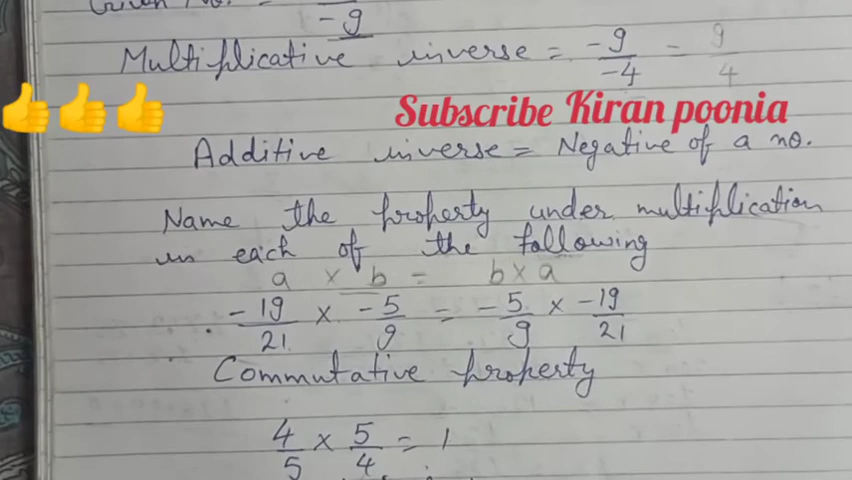 Given No. =
-9
Multiplicative inverse = -9/-4 = 9/4
Subscribe Kiran poonia
Additive inverse = Negative of a no.
Name the property under multiplication
in each of the following
a × b = b × a
-19/21 × -5/9 = -5/9 × -19/21
Commutative property
4/5 × 5/4 = 1